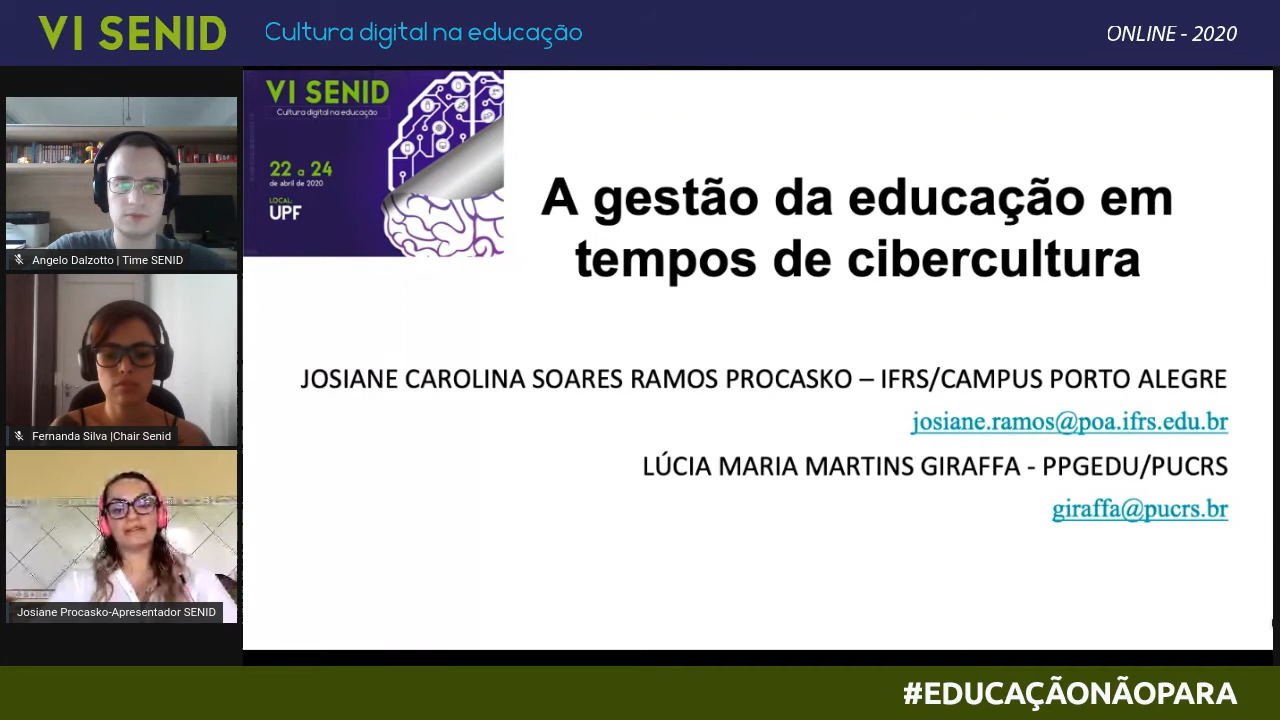 VI SENID
Cultura digital na educação
ONLINE - 2020
VI SENID
Cultura digital na educação
22 a 24
de abril de 2020
LOCAL:
UPF
A gestão da educação em
tempos de cibercultura
JOSIANE CAROLINA SOARES RAMOS PROCASKO – IFRS/CAMPUS PORTO ALEGRE
josiane.ramos@poa.ifrs.edu.br
LÚCIA MARIA MARTINS GIRAFFA - PPGEDU/PUCRS
giraffa@pucrs.br
Angelo Dalzotto | Time SENID
Fernanda Silva |Chair Senid
Josiane Procasko-Apresentador SENID
#EDUCAÇÃONÃOPARA